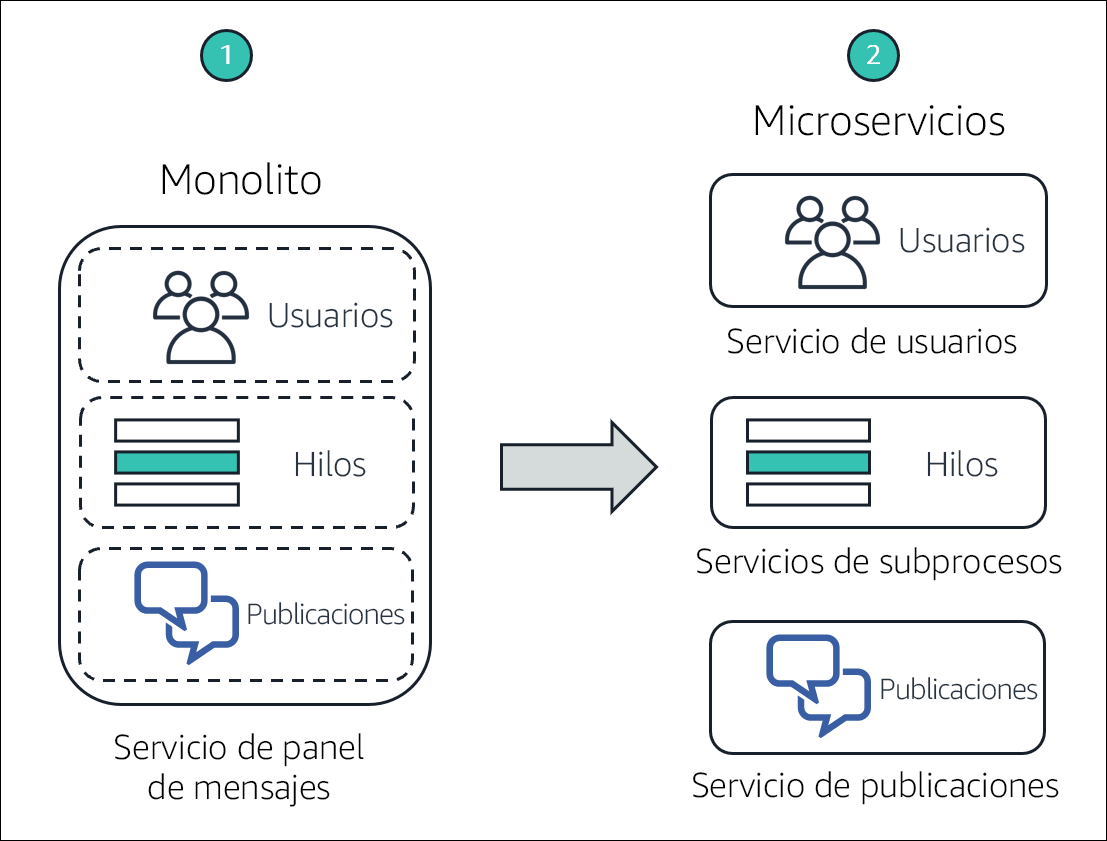 1
Monolito
Usuarios
Hilos
Publicaciones
Servicio de panel
de mensajes
2
Microservicios
Usuarios
Servicio de usuarios
Hilos
Servicios de subprocesos
Publicaciones
Servicio de publicaciones